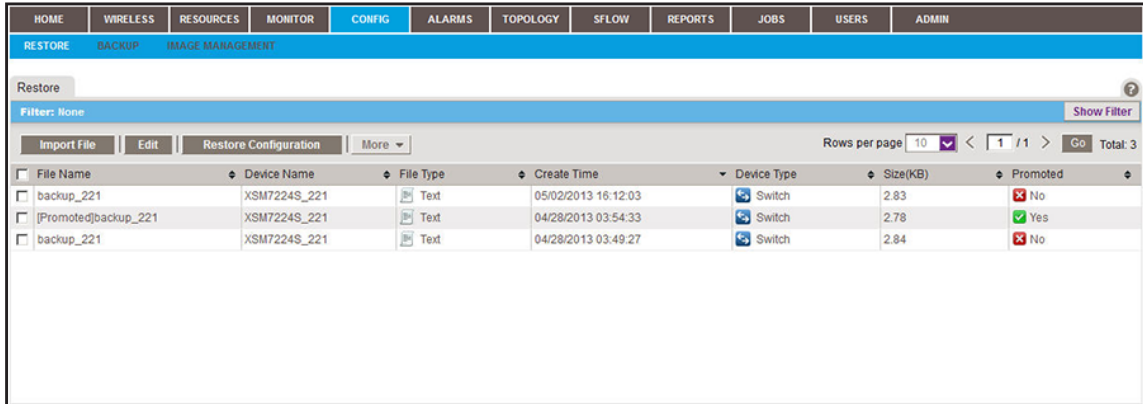 HOME WIRELESS RESOURCES MONITOR CONFIG ALARMS TOPOLOGY SFLOW REPORTS JOBS USERS ADMIN
RESTORE BACKUP IMAGE MANAGEMENT
Restore ?
Filter: None Show Filter
Import File Edit Restore Configuration More Rows per page 10 < 1 /1 > Go Total: 3
File Name Device Name File Type Create Time Device Type Size(KB) Promoted
backup_221 XSM7224S_221 Text 05/02/2013 16:12:03 Switch 2.83 No
[Promoted]backup_221 XSM7224S_221 Text 04/28/2013 03:54:33 Switch 2.78 Yes
backup_221 XSM7224S_221 Text 04/28/2013 03:49:27 Switch 2.84 No